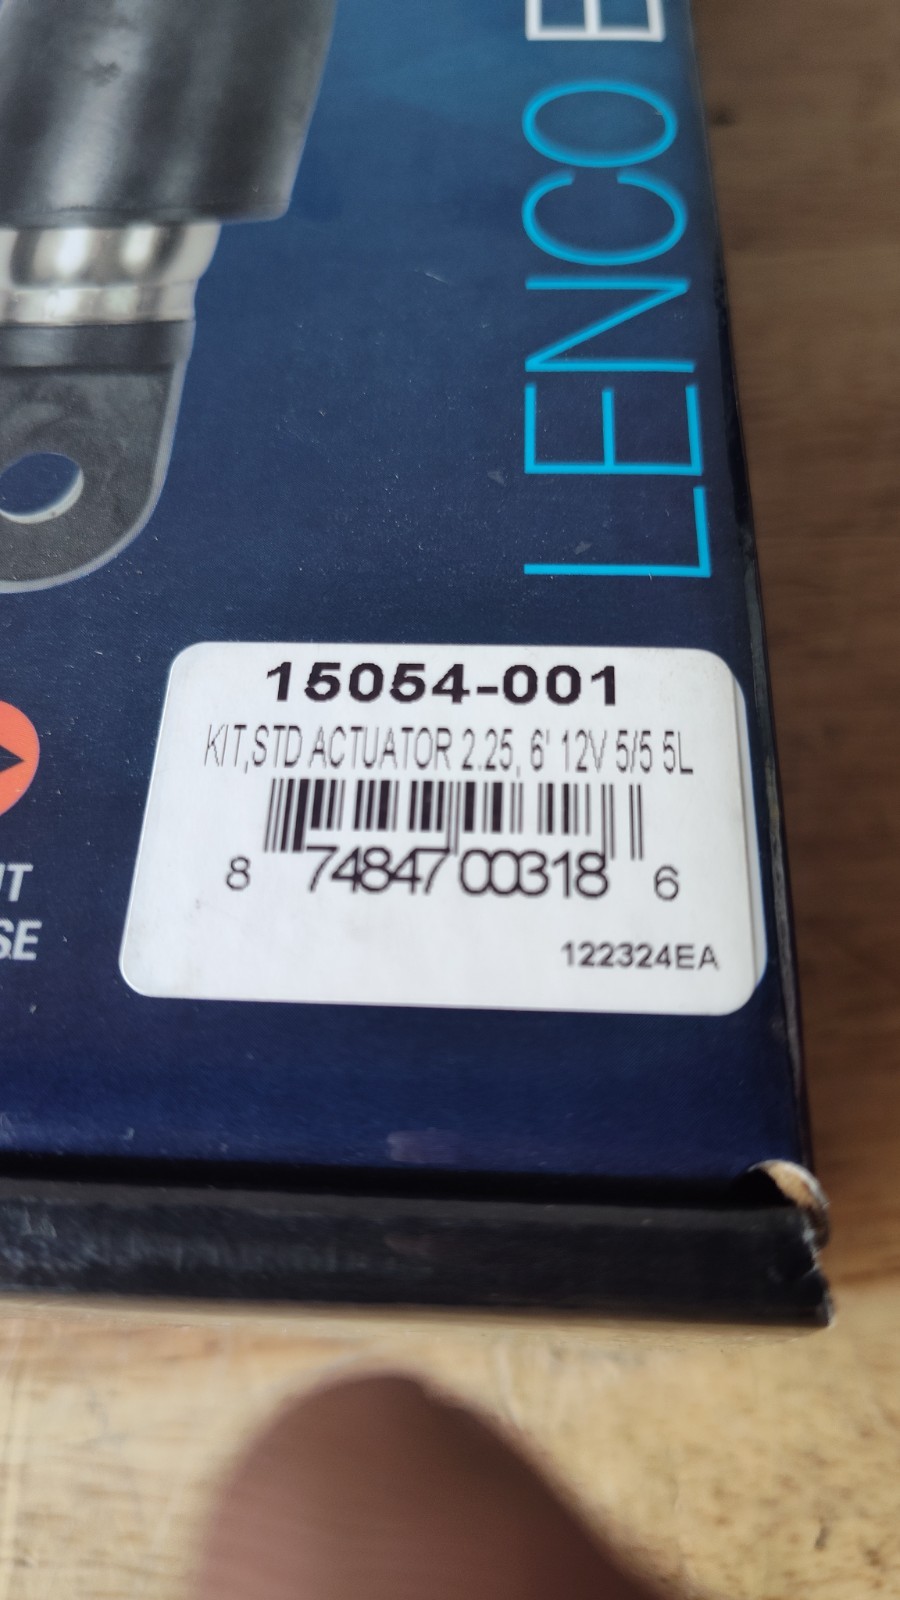 LENCO E
15054-001
KIT,STD ACTUATOR 2.25, 6' 12V 5/5 5L
8 74847 00318 6
122324EA